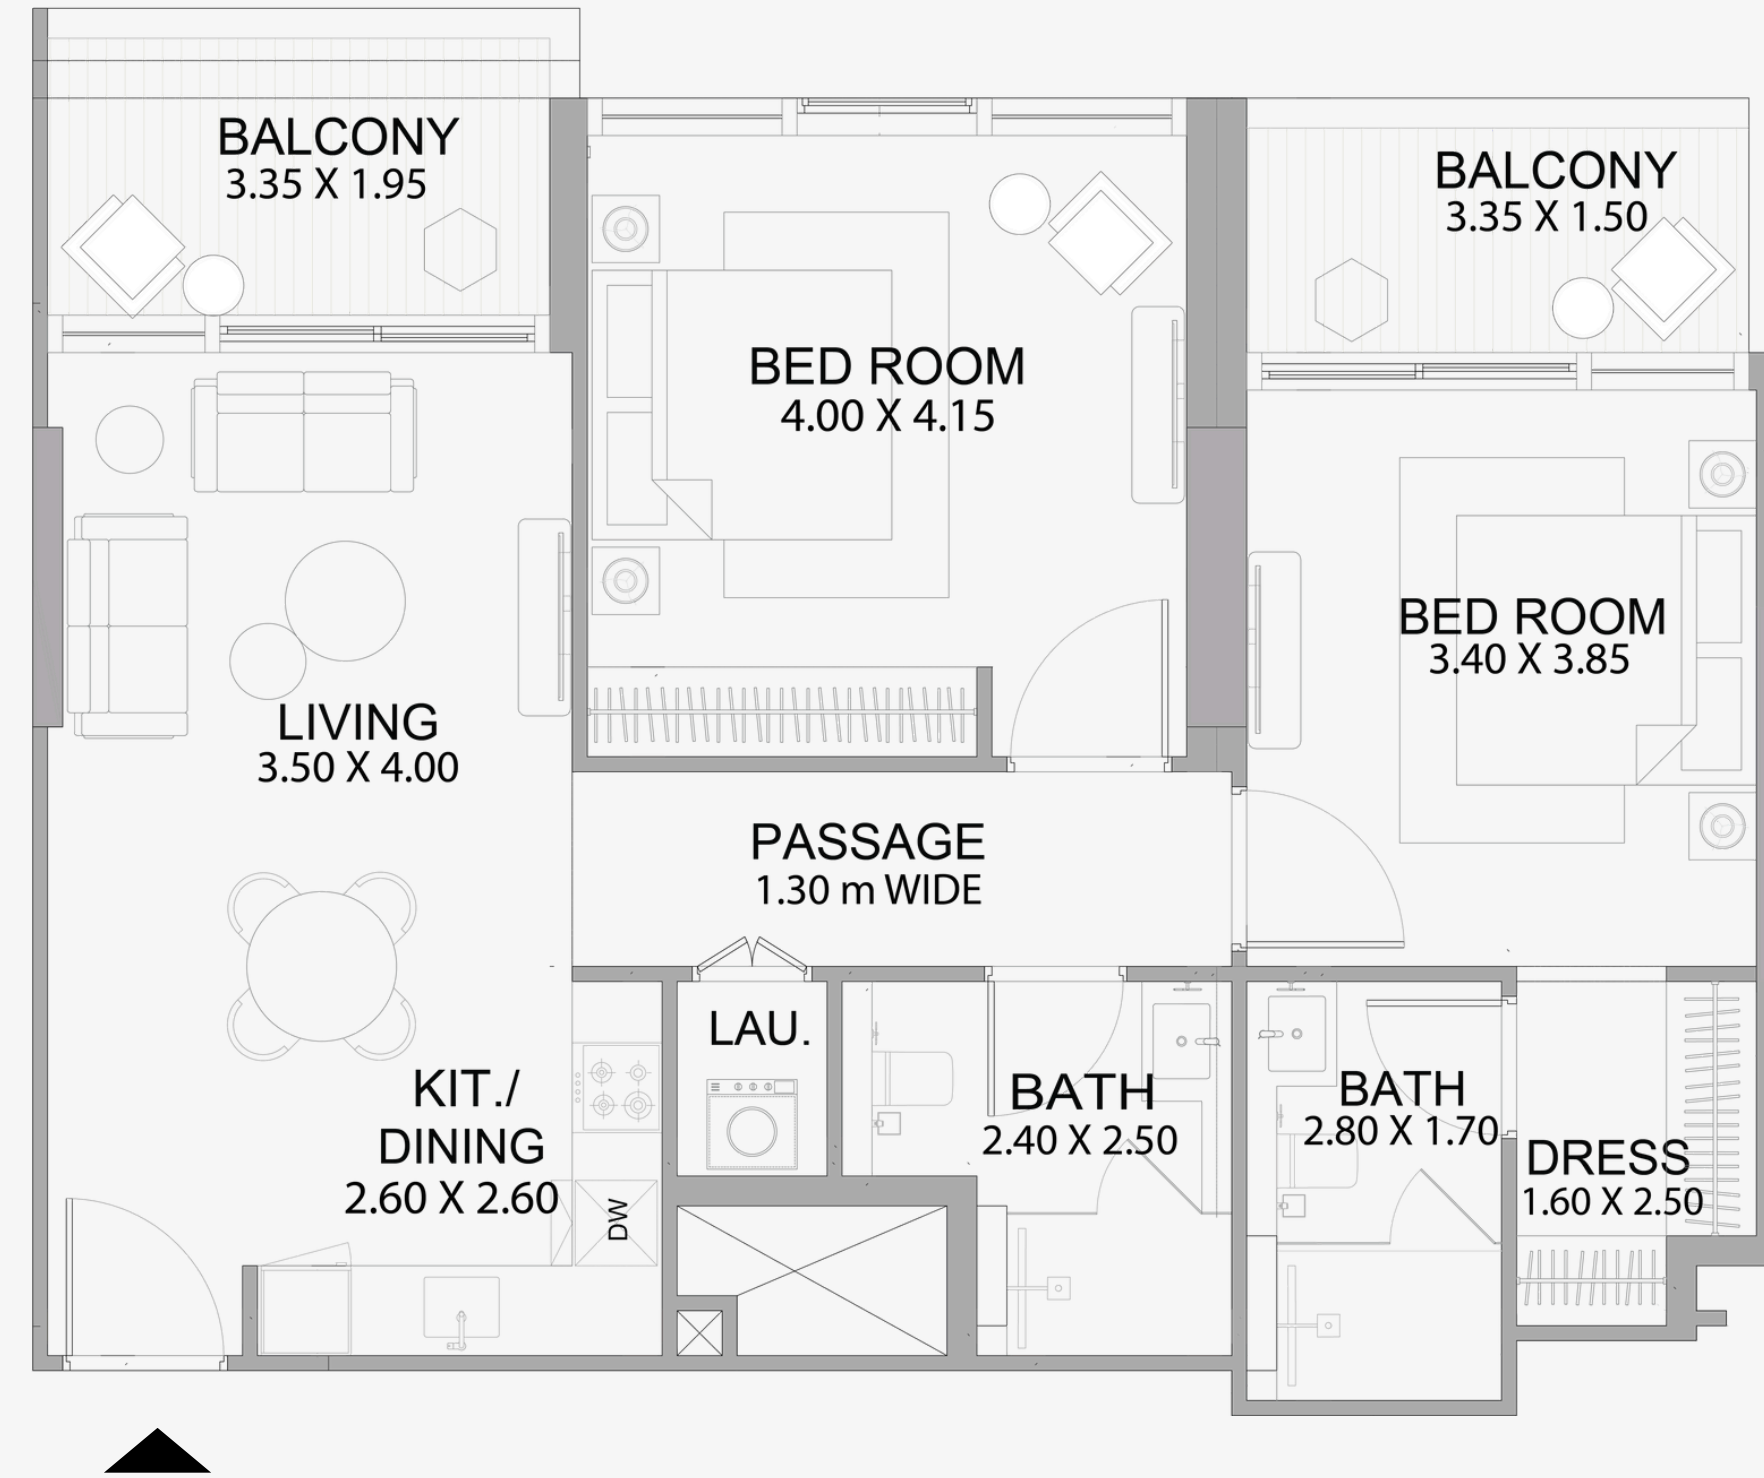 BALCONY
3.35 X 1.95
BALCONY
3.35 X 1.50
BED ROOM
4.00 X 4.15
BED ROOM
3.40 X 3.85
LIVING
3.50 X 4.00
PASSAGE
1.30 m WIDE
LAU.
KIT./
DINING
2.60 X 2.60
DW
BATH
2.40 X 2.50
BATH
2.80 X 1.70
DRESS
1.60 X 2.50